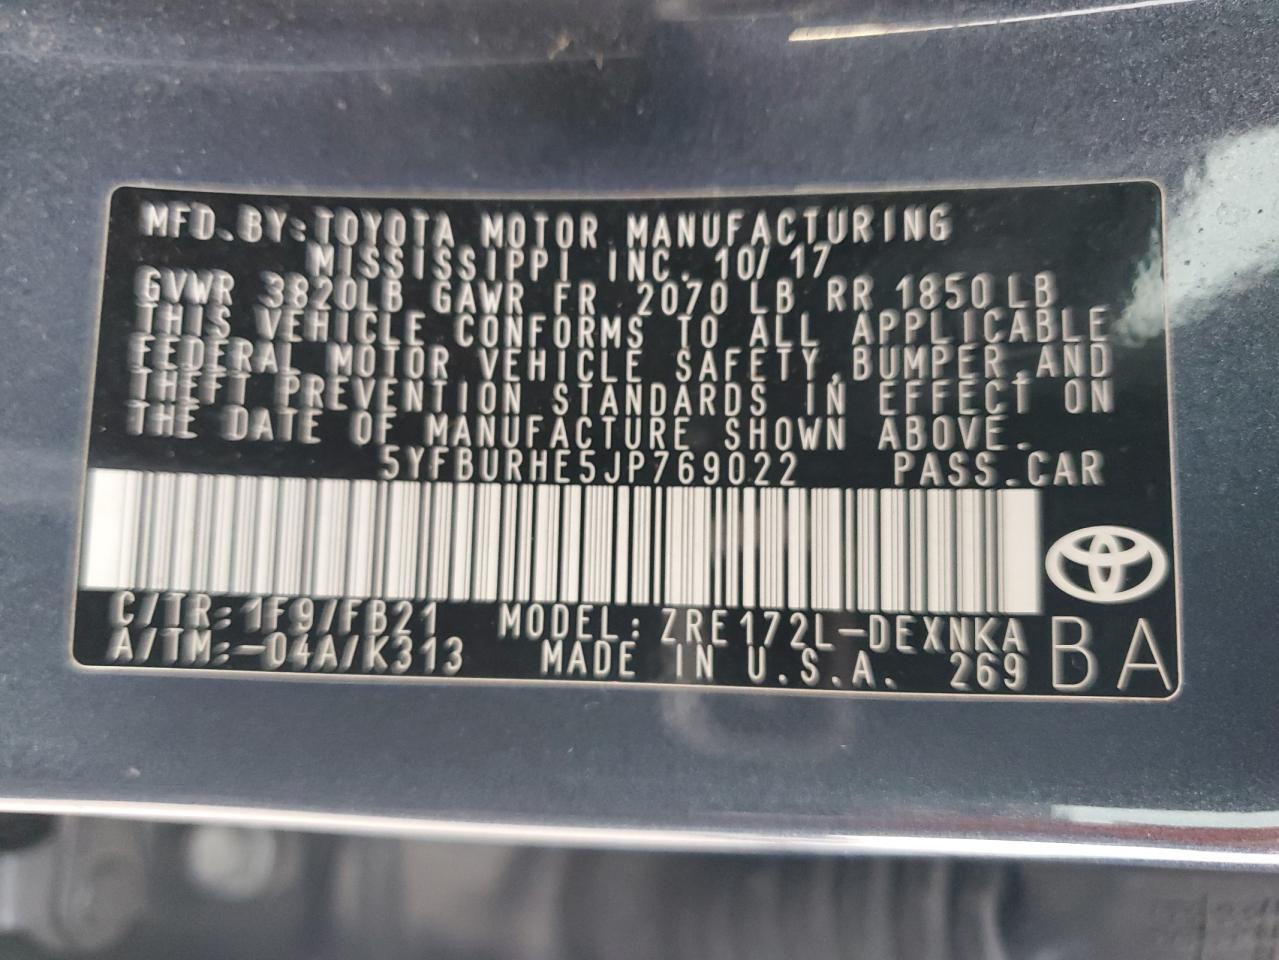 MFD.BY:TOYOTA MOTOR MANUFACTURING
MISSISSIPPI INC. 10/17
GVWR 3820LB GAWR FR 2070 LB RR 1850 LB
THIS VEHICLE CONFORMS TO ALL APPLICABLE
FEDERAL MOTOR VEHICLE SAFETY,BUMPER,AND
THEFT PREVENTION STANDARDS IN EFFECT ON
THE DATE OF MANUFACTURE SHOWN ABOVE.
5YFBURHE5JP769022 PASS.CAR
C/TR:1F9/FB21 MODEL:ZRE172L-DEXNKA
A/TM:-04A/K313 MADE IN U.S.A. 269
BA